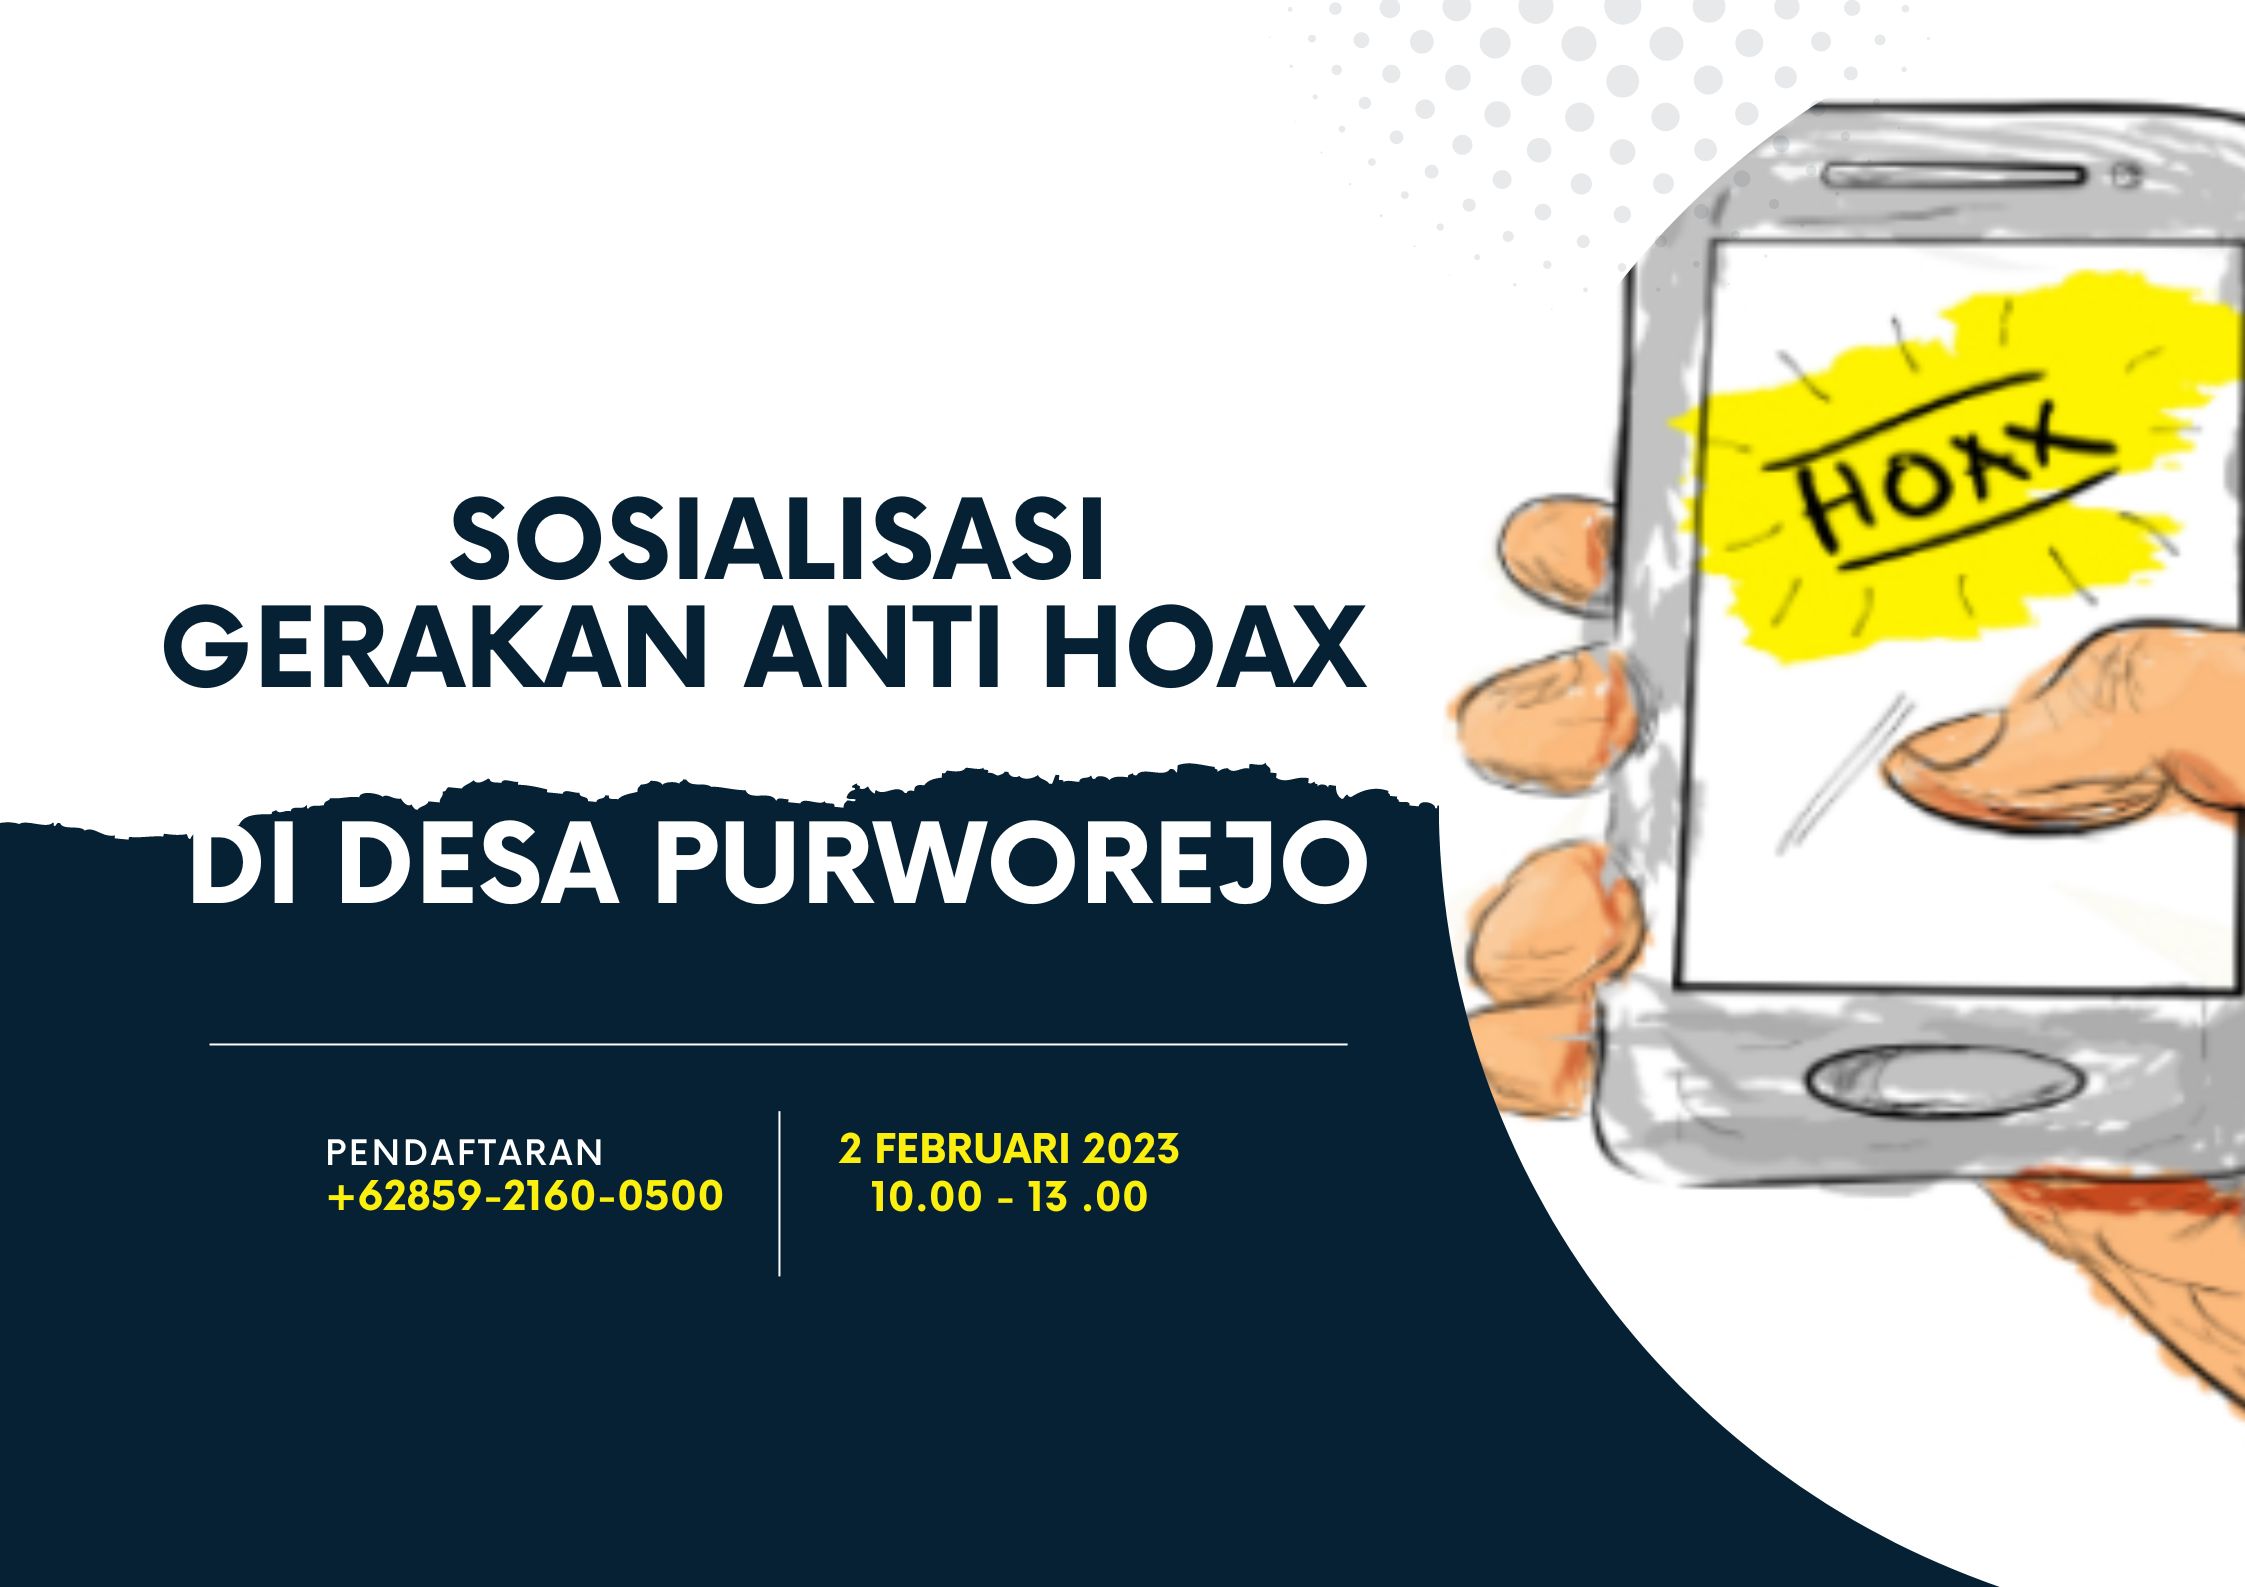 SOSIALISASI
GERAKAN ANTI HOAX
DI DESA PURWOREJO
PENDAFTARAN
+62859-2160-0500
2 FEBRUARI 2023
10.00 - 13 .00
HOAX